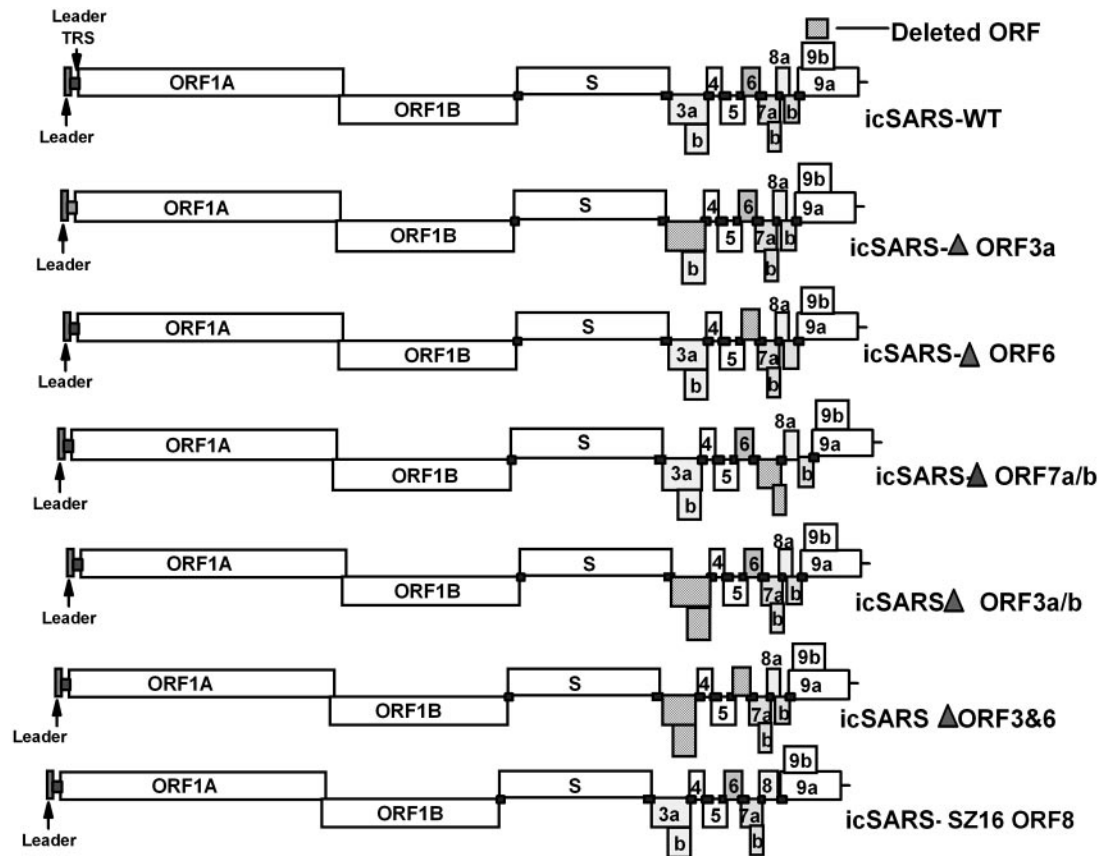 Leader
TRS
Deleted ORF
ORF1A
ORF1B
S
3a
b
4
5
6
7a
b
8a
b
9b
9a
Leader
icSARS-WT
ORF1A
ORF1B
S
b
4
5
6
7a
b
8a
b
9b
9a
Leader
icSARS-Δ ORF3a
ORF1A
ORF1B
S
3a
b
4
5
7a
b
8a
9b
9a
Leader
icSARS-Δ ORF6
ORF1A
ORF1B
S
3a
b
4
5
6
8a
b
9b
9a
Leader
icSARS-Δ ORF7a/b
ORF1A
ORF1B
S
4
5
6
7a
b
8a
b
9b
9a
Leader
icSARSΔ ORF3a/b
ORF1A
ORF1B
S
4
5
7a
b
8a
b
9b
9a
Leader
icSARS ΔORF3&6
ORF1A
ORF1B
S
3a
b
4
5
6
7a
b
8
9b
9a
Leader
icSARS- SZ16 ORF8